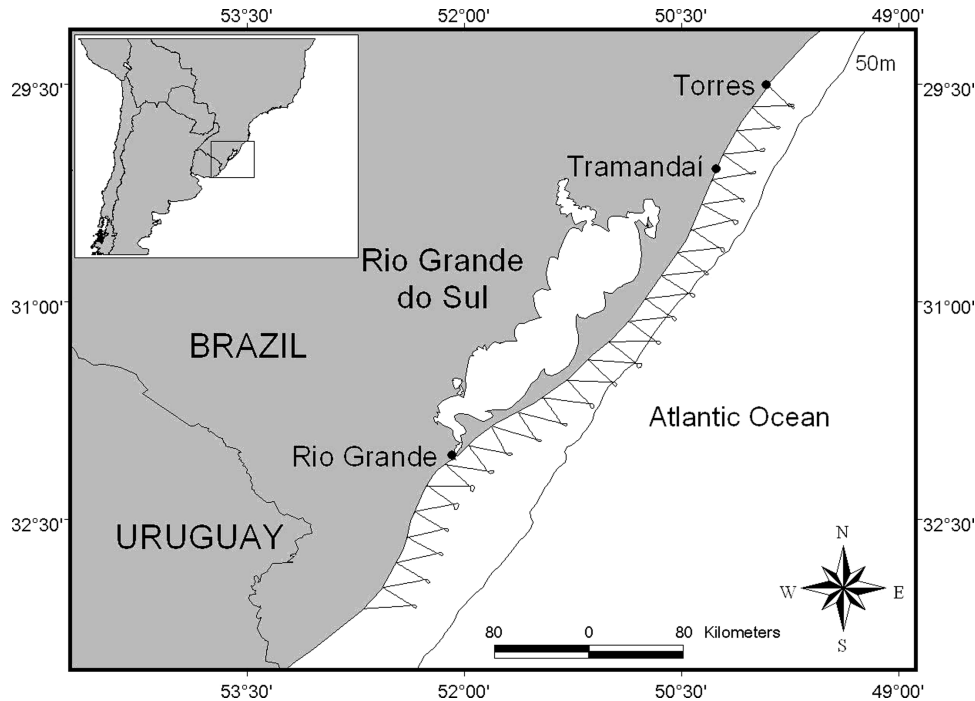 53°30' 52°00' 50°30' 49°00'
50m
29°30' 29°30'
Torres
Tramandaí
Rio Grande
do Sul
31°00' 31°00'
BRAZIL
Atlantic Ocean
Rio Grande
32°30' 32°30'
URUGUAY
N
W E
S
80 0 80 Kilometers
53°30' 52°00' 50°30' 49°00'